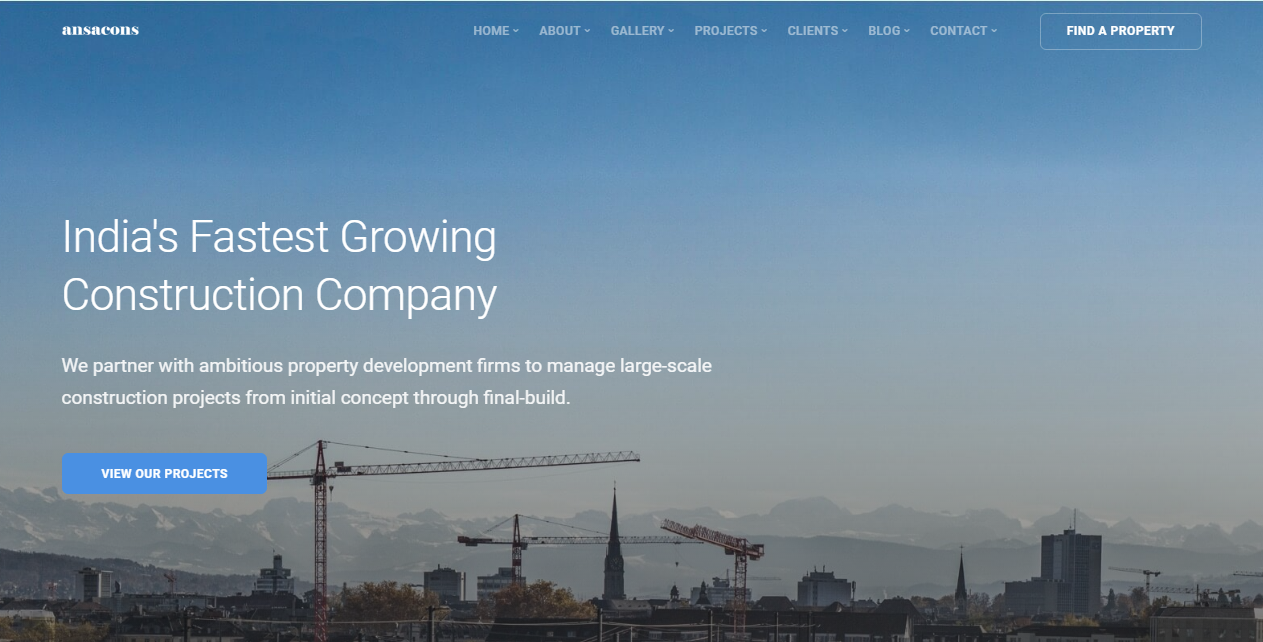 ansacons
HOME ABOUT GALLERY PROJECTS CLIENTS BLOG CONTACT FIND A PROPERTY
India's Fastest Growing
Construction Company
We partner with ambitious property development firms to manage large-scale
construction projects from initial concept through final-build.
VIEW OUR PROJECTS